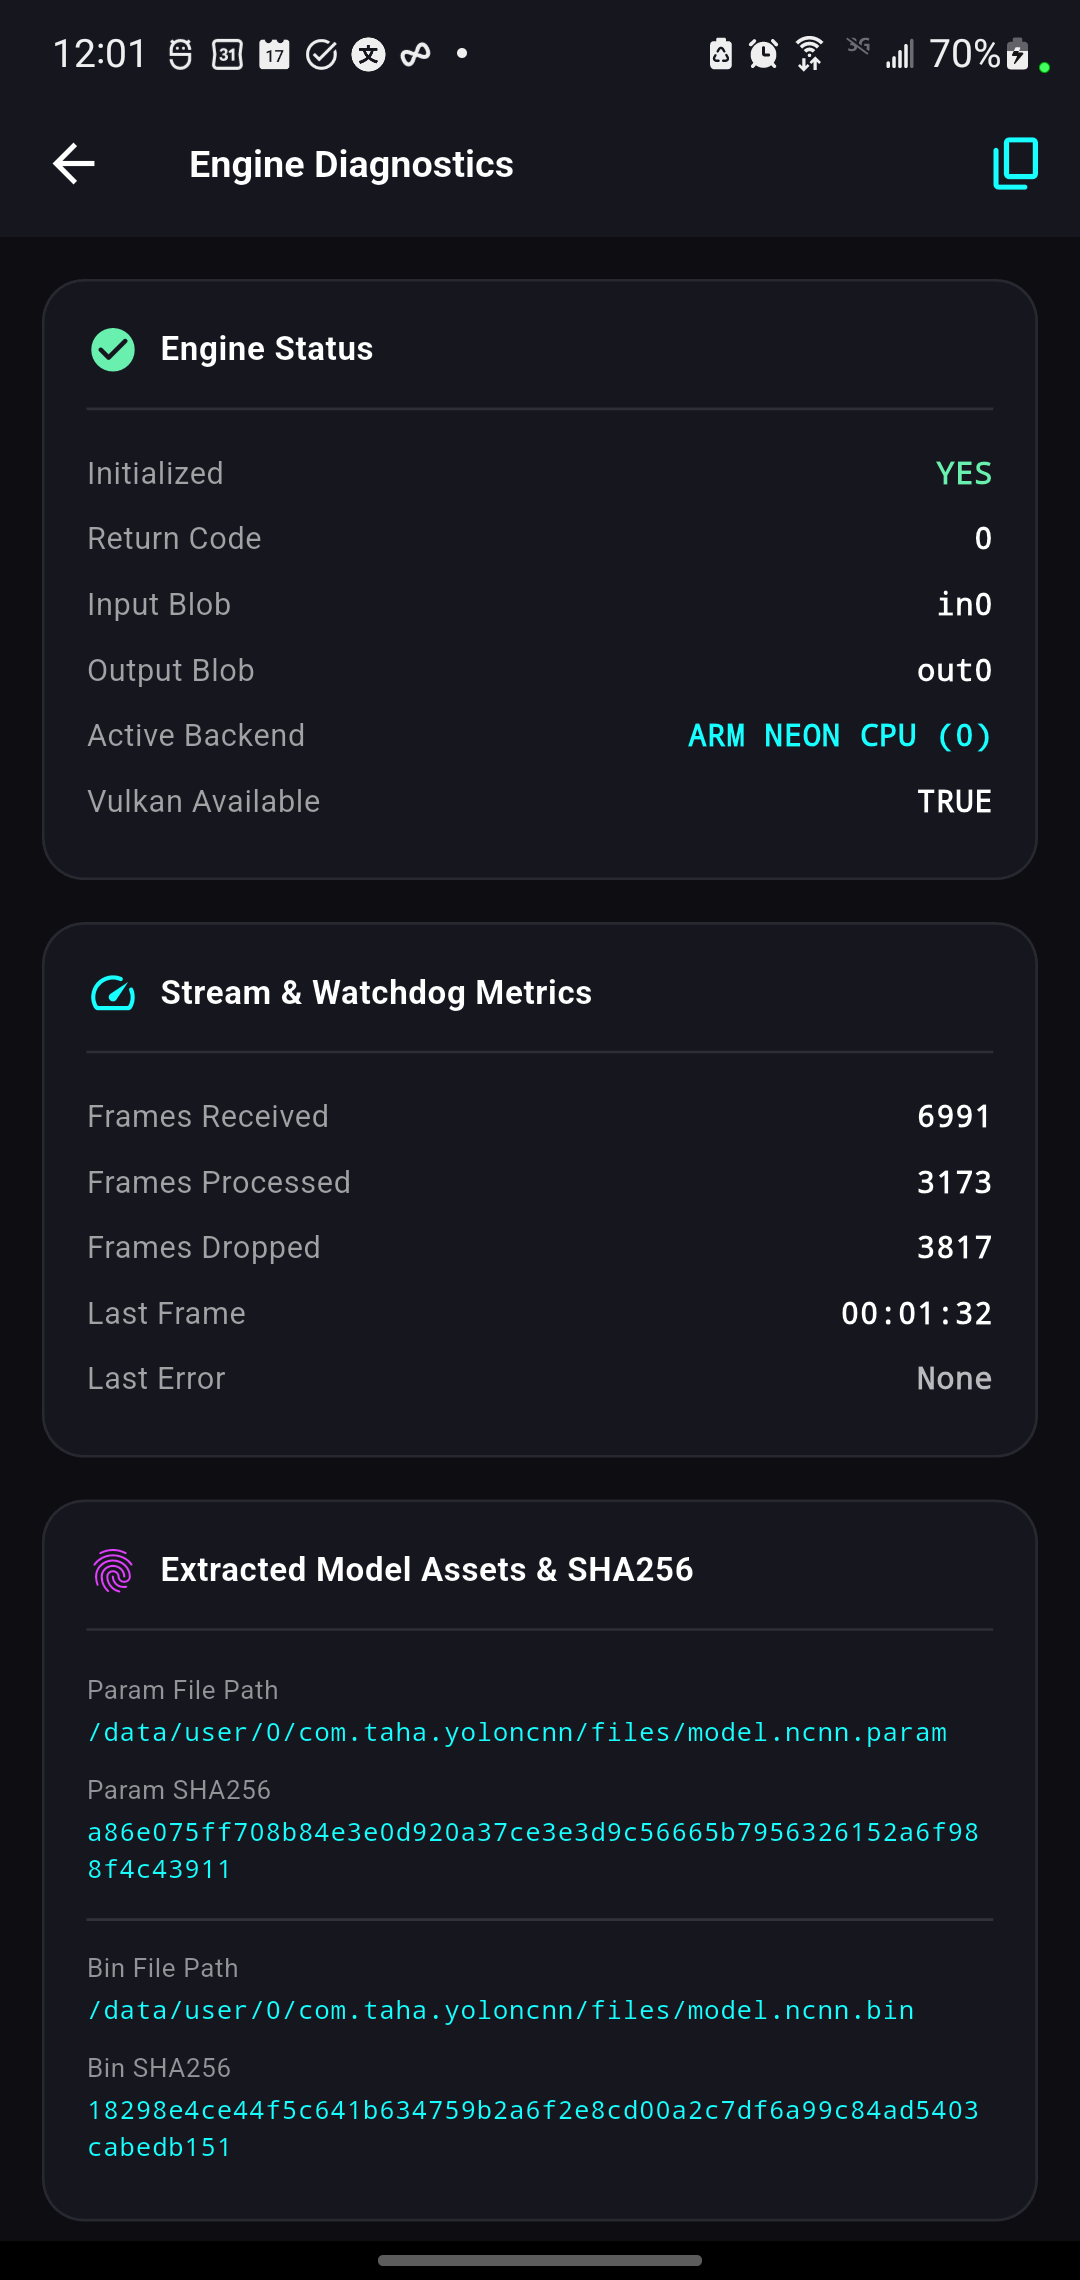 12:01 31 17 文 5G 70%
Engine Diagnostics
Engine Status
Initialized YES
Return Code 0
Input Blob in0
Output Blob out0
Active Backend ARM NEON CPU (0)
Vulkan Available TRUE
Stream & Watchdog Metrics
Frames Received 6991
Frames Processed 3173
Frames Dropped 3817
Last Frame 00:01:32
Last Error None
Extracted Model Assets & SHA256
Param File Path
/data/user/0/com.taha.yoloncnn/files/model.ncnn.param
Param SHA256
a86e075ff708b84e3e0d920a37ce3e3d9c56665b7956326152a6f98
8f4c43911
Bin File Path
/data/user/0/com.taha.yoloncnn/files/model.ncnn.bin
Bin SHA256
18298e4ce44f5c641b634759b2a6f2e8cd00a2c7df6a99c84ad5403
cabedb151